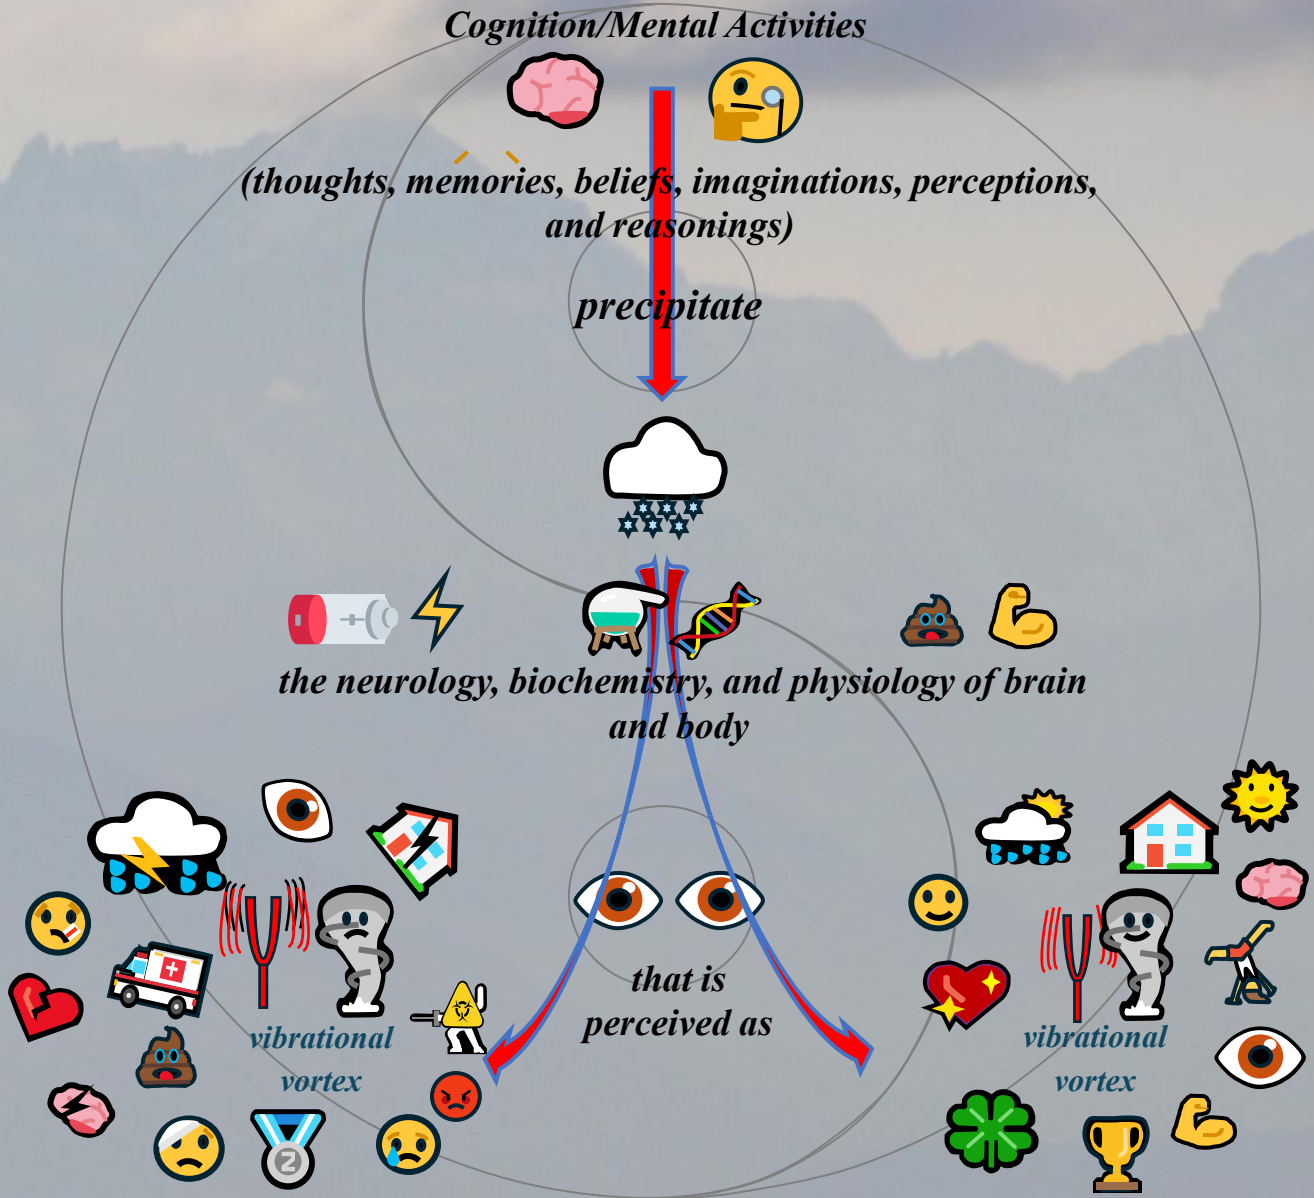 Cognition/Mental Activities
(thoughts, memories, beliefs, imaginations, perceptions,
and reasonings)
precipitate
the neurology, biochemistry, and physiology of brain
and body
that is
perceived as
vibrational
vortex
2
vibrational
vortex